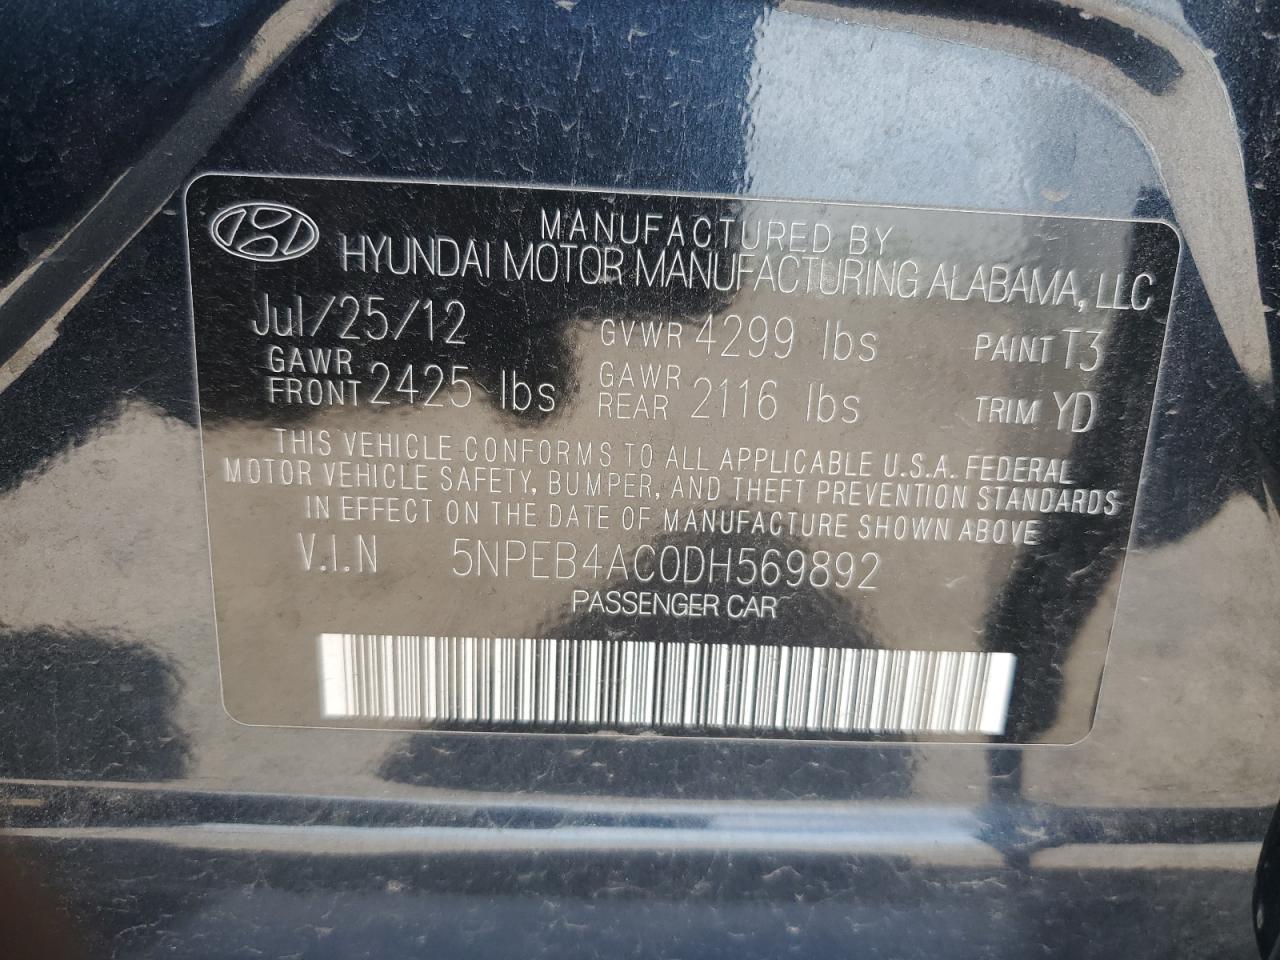 MANUFACTURED BY
HYUNDAI MOTOR MANUFACTURING ALABAMA, LLC
Jul/25/12 GVWR 4299 lbs PAINT T3
GAWR FRONT 2425 lbs GAWR REAR 2116 lbs TRIM YD
THIS VEHICLE CONFORMS TO ALL APPLICABLE U.S.A. FEDERAL
MOTOR VEHICLE SAFETY, BUMPER, AND THEFT PREVENTION STANDARDS
IN EFFECT ON THE DATE OF MANUFACTURE SHOWN ABOVE
V.I.N 5NPEB4AC0DH569892
PASSENGER CAR